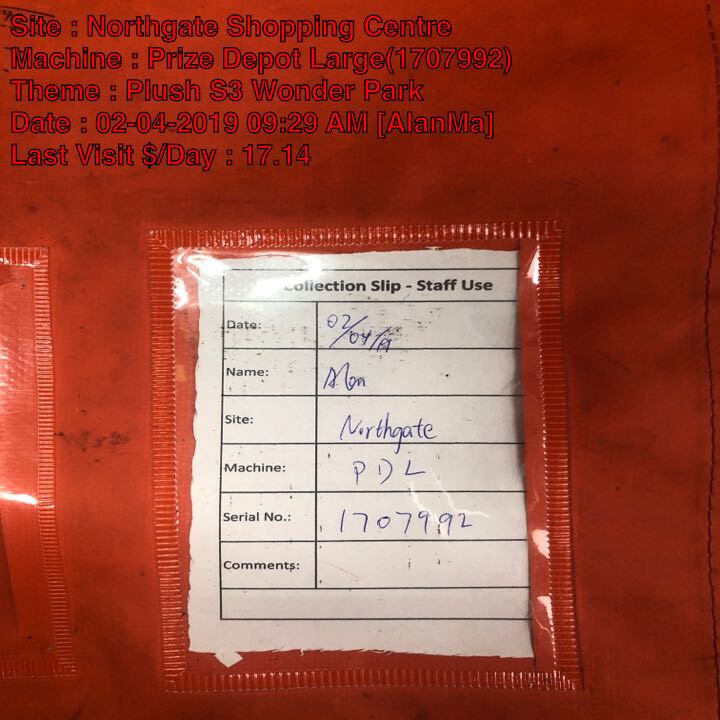 Site : Northgate Shopping Centre
Machine : Prize Depot Large(1707992)
Theme : Plush S3 Wonder Park
Date : 02-04-2019 09:29 AM [AlanMa]
Last Visit $/Day : 17.14
Collection Slip - Staff Use
Date: 02/04/19
Name: Alan
Site: Northgate
Machine: PDL
Serial No.: 1707992
Comments: